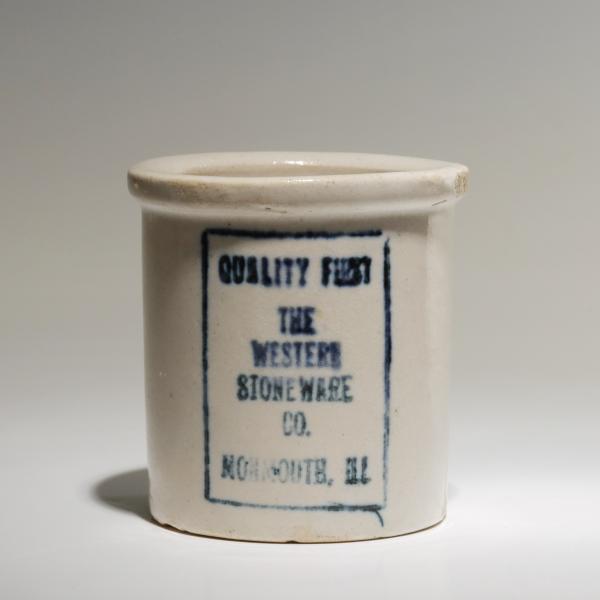 QUALITY FIRST
THE
WESTERN
STONEWARE
CO.
MONMOUTH, ILL